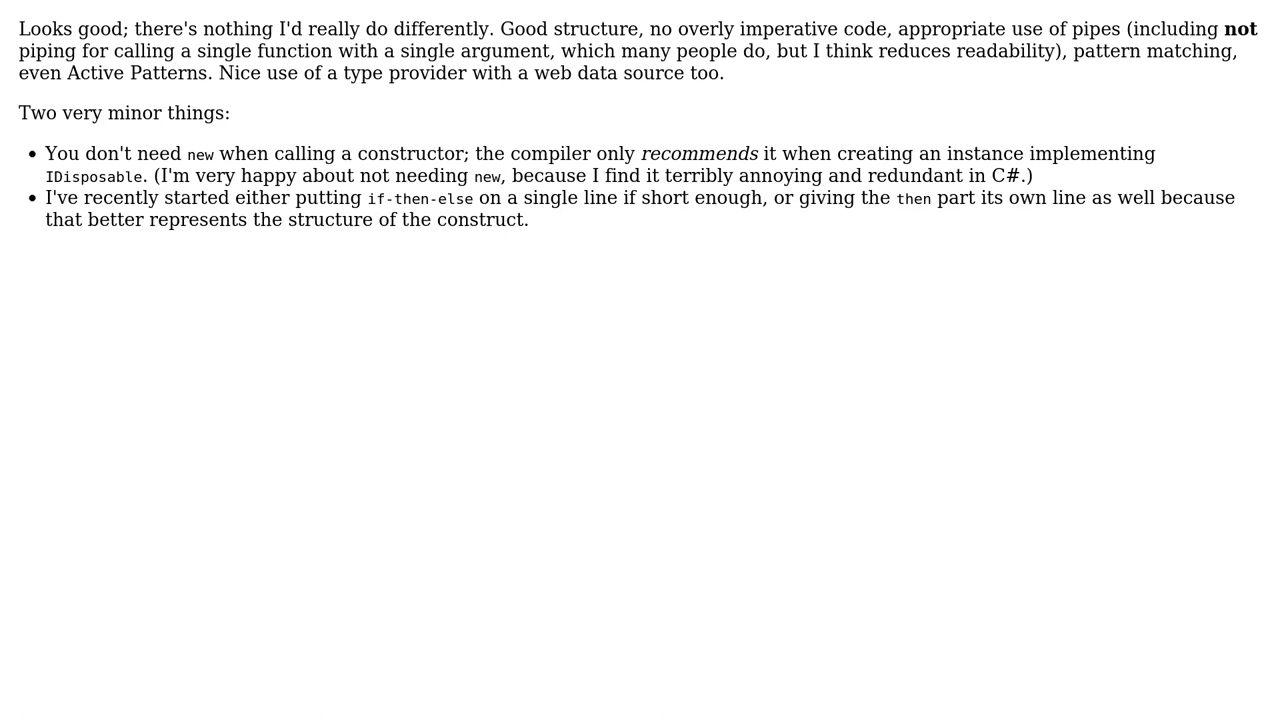 Looks good; there's nothing I'd really do differently. Good structure, no overly imperative code, appropriate use of pipes (including not
piping for calling a single function with a single argument, which many people do, but I think reduces readability), pattern matching,
even Active Patterns. Nice use of a type provider with a web data source too.
Two very minor things:
• You don't need new when calling a constructor; the compiler only recommends it when creating an instance implementing
IDisposable. (I'm very happy about not needing new, because I find it terribly annoying and redundant in C#.)
• I've recently started either putting if-then-else on a single line if short enough, or giving the then part its own line as well because
that better represents the structure of the construct.